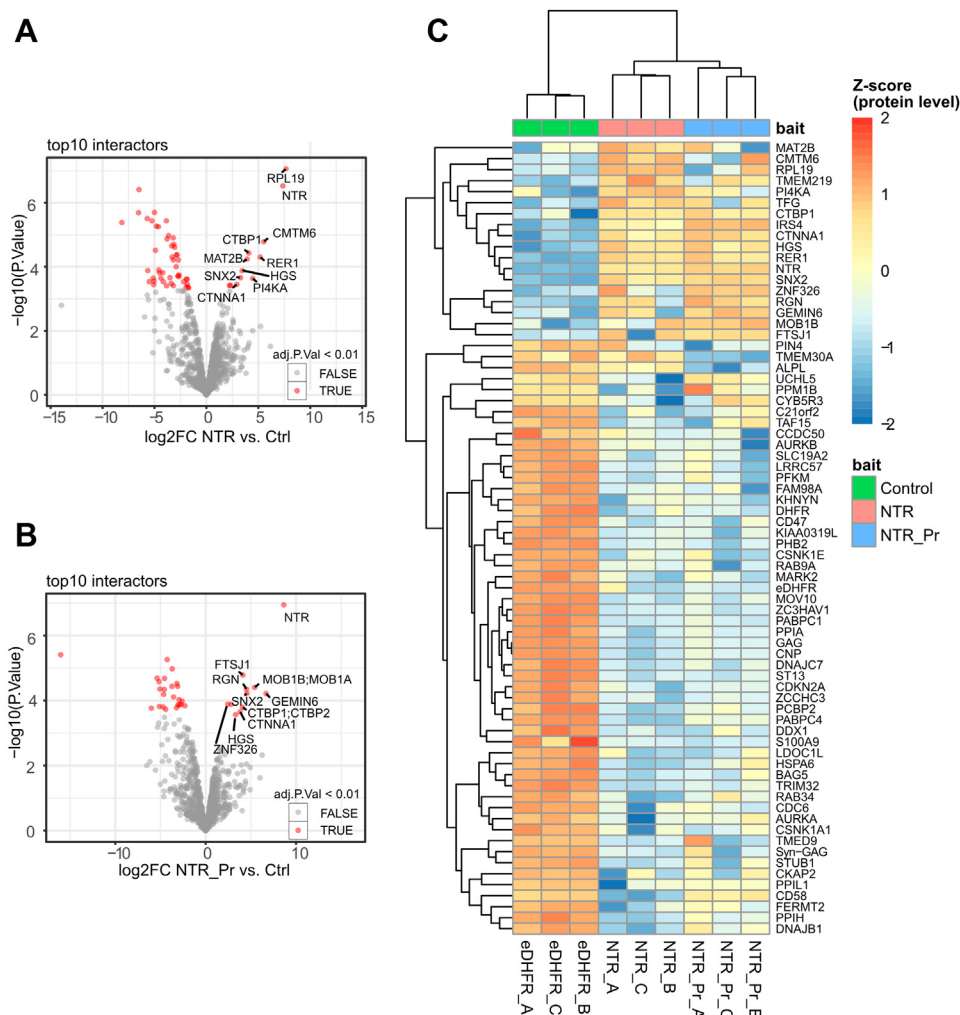 A
top10 interactors
RPL19
NTR
CTBP1
CMTM6
MAT2B
RER1
SNX2
HGS
PI4KA
CTNNA1
adj.P.Val < 0.01
FALSE
TRUE
−log10(P.Value)
6
4
2
0
−15
−10
−5
0
5
10
15
log2FC NTR vs. Ctrl
B
top10 interactors
NTR
FTSJ1
RGN
MOB1B;MOB1A
SNX2
GEMIN6
CTBP1;CTBP2
CTNNA1
HGS
ZNF326
adj.P.Val < 0.01
FALSE
TRUE
−log10(P.Value)
6
4
2
0
−10
0
10
log2FC NTR_Pr vs. Ctrl
C
bait
MAT2B
CMTM6
RPL19
TMEM219
PI4KA
TFG
CTBP1
IRS4
CTNNA1
HGS
RER1
NTR
SNX2
ZNF326
RGN
GEMIN6
MOB1B
FTSJ1
PIN4
TMEM30A
ALPL
UCHL5
PPM1B
CYB5R3
C21orf2
TAF15
CCDC50
AURKB
SLC19A2
LRRC57
PFKM
FAM98A
KHNYN
DHFR
CD47
KIAA0319L
PHB2
CSNK1E
RAB9A
MARK2
eDHFR
MOV10
ZC3HAV1
PABPC1
PPIA
GAG
CNP
DNAJC7
ST13
CDKN2A
ZCCHC3
PCBP2
PABPC4
DDX1
S100A9
LDOC1L
HSPA6
BAG5
TRIM32
RAB34
CDC6
AURKA
CSNK1A1
TMED9
Syn-GAG
STUB1
CKAP2
PPIL1
CD58
FERMT2
PPIH
DNAJB1
eDHFR_A
eDHFR_C
eDHFR_B
NTR_A
NTR_C
NTR_B
NTR_Pr_A
NTR_Pr_C
NTR_Pr_B
Z-score
(protein level)
2
1
0
−1
−2
bait
Control
NTR
NTR_Pr